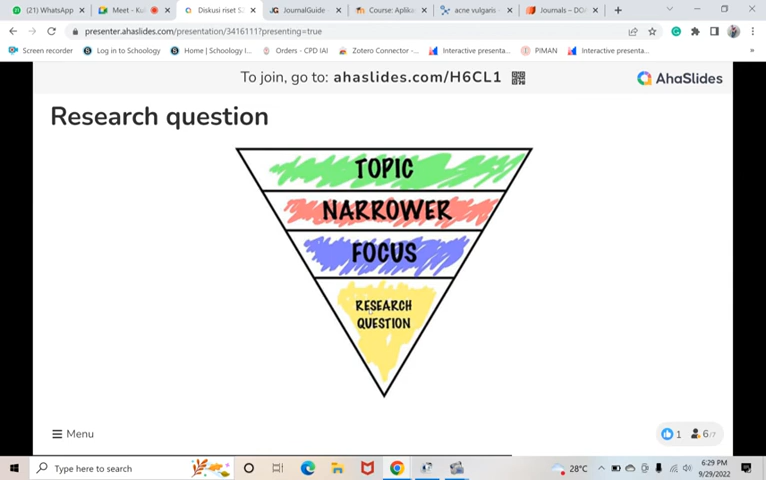 (21) WhatsApp
Meet - Ku
Diskusi riset S
JournalGuide
Course: Aplika
acne vulgaris
Journals – DO
presenter.ahaslides.com/presentation/3416111?presenting=true
Screen recorder
Log in to Schoology
Home | Schoology I...
Orders - CPD IAI
Zotero Connector -...
Interactive presenta...
PIMAN
Interactive presenta...
To join, go to: ahaslides.com/H6CL1
AhaSlides
Research question
TOPIC
NARROWER
FOCUS
RESEARCH
QUESTION
Menu
1
6/7
Type here to search
28°C
6:29 PM
9/29/2022